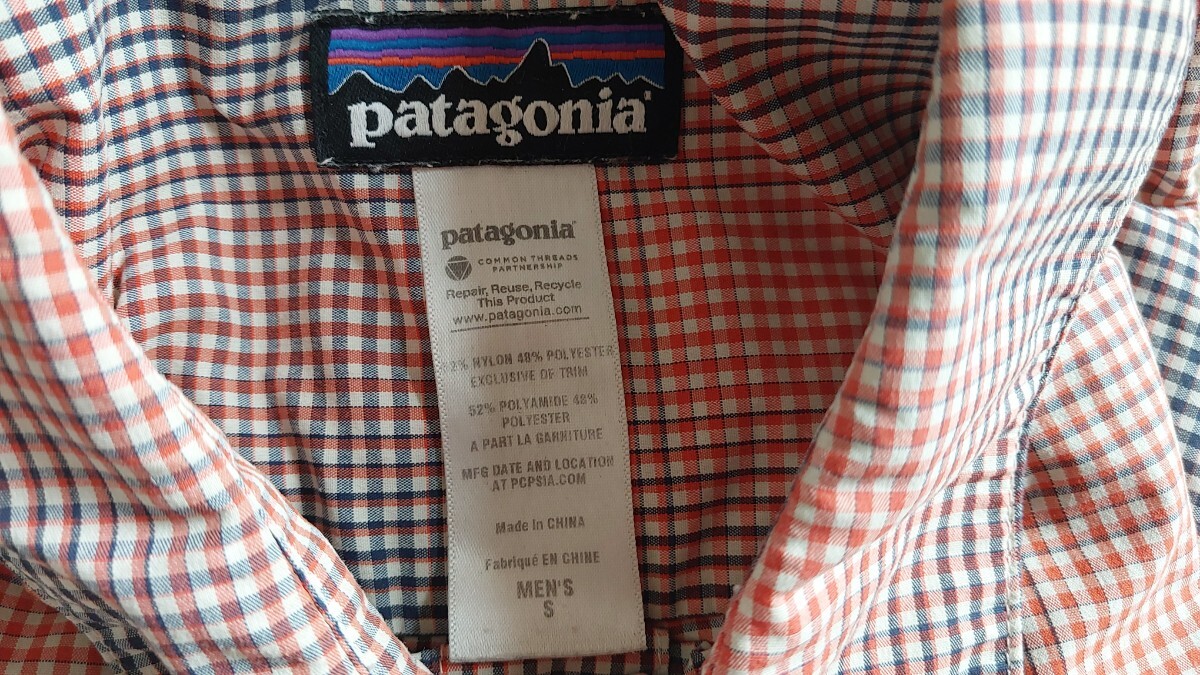 patagonia
patagonia
COMMON THREADS
PARTNERSHIP
Repair, Reuse, Recycle
This Product
www.patagonia.com
2% NYLON 48% POLYESTER
EXCLUSIVE OF TRIM
52% POLYAMIDE 48%
POLYESTER
A PART LA GARNITURE
MFG DATE AND LOCATION
AT PCPSIA.COM
Made in CHINA
Fabriqué EN CHINE
MEN'S
S